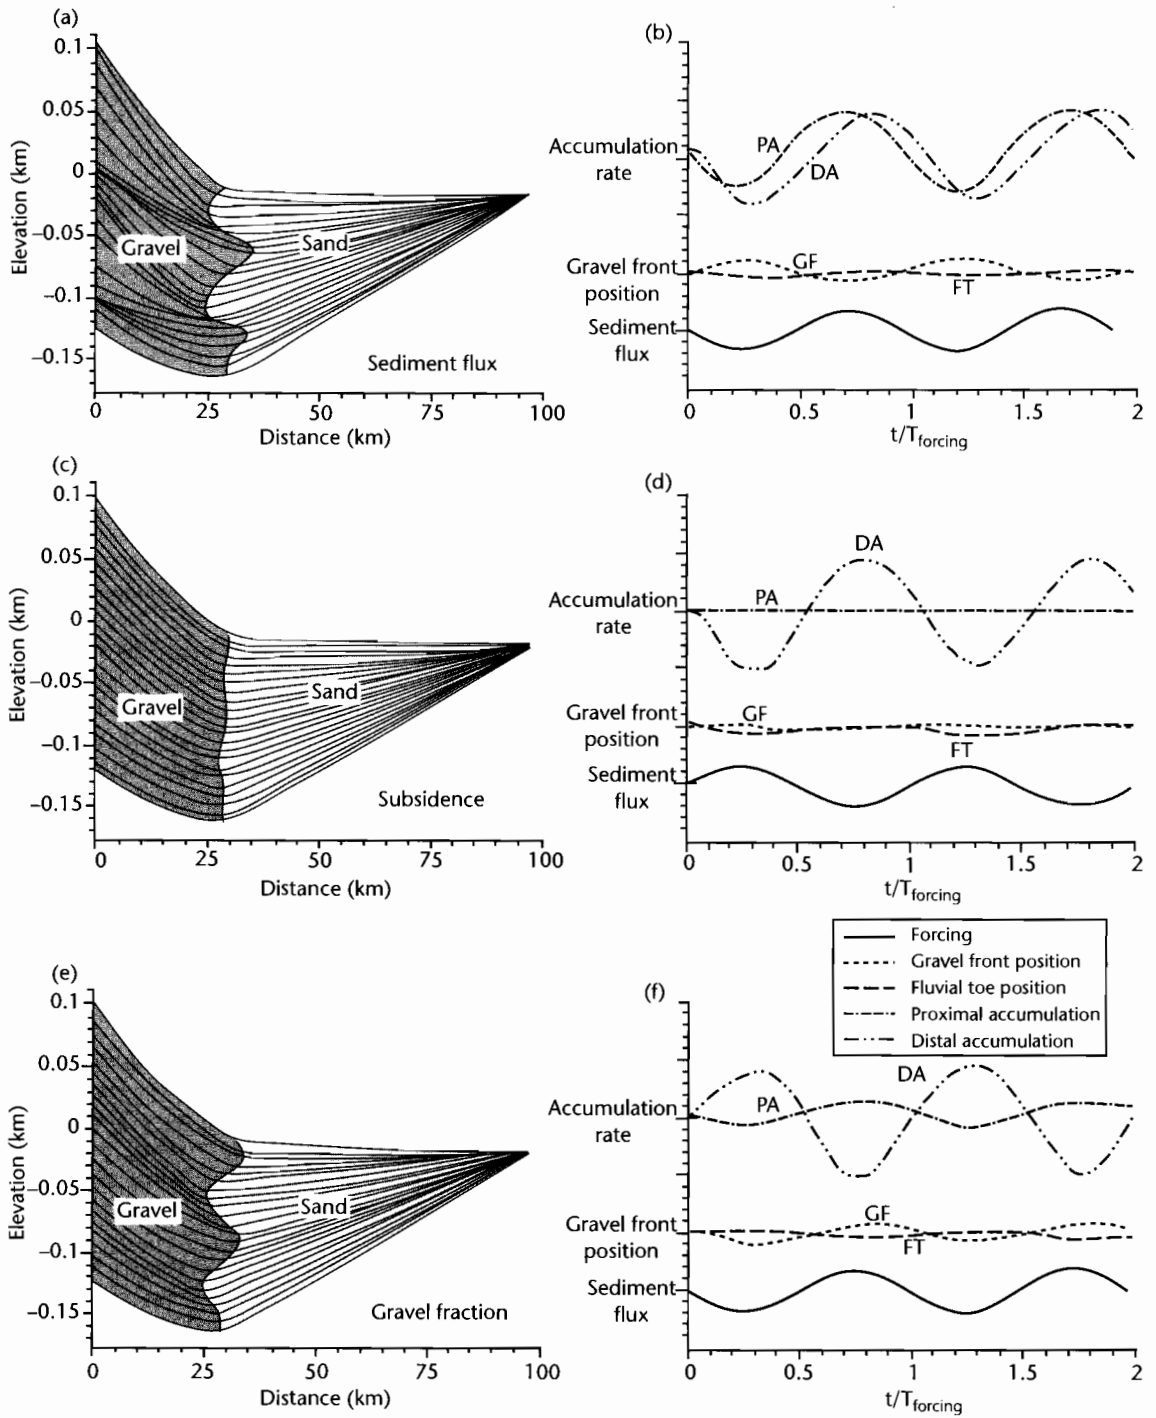 (a)
0.1
0.05
0
−0.05
−0.1
−0.15
Elevation (km)
Gravel
Sand
Sediment flux
0 25 50 75 100
Distance (km)
(b)
Accumulation
rate
PA
DA
Gravel front
position
GF
FT
Sediment
flux
0 0.5 1 1.5 2
t/Tforcing
(c)
0.1
0.05
0
−0.05
−0.1
−0.15
Elevation (km)
Gravel
Sand
Subsidence
0 25 50 75 100
Distance (km)
(d)
DA
Accumulation
rate
PA
Gravel front
position
GF
FT
Sediment
flux
0 0.5 1 1.5 2
t/Tforcing
Forcing
Gravel front position
Fluvial toe position
Proximal accumulation
Distal accumulation
(e)
0.1
0.05
0
−0.05
−0.1
−0.15
Elevation (km)
Gravel
Sand
Gravel fraction
0 25 50 75 100
Distance (km)
(f)
DA
Accumulation
rate
PA
Gravel front
position
GF
FT
Sediment
flux
0 0.5 1 1.5 2
t/Tforcing